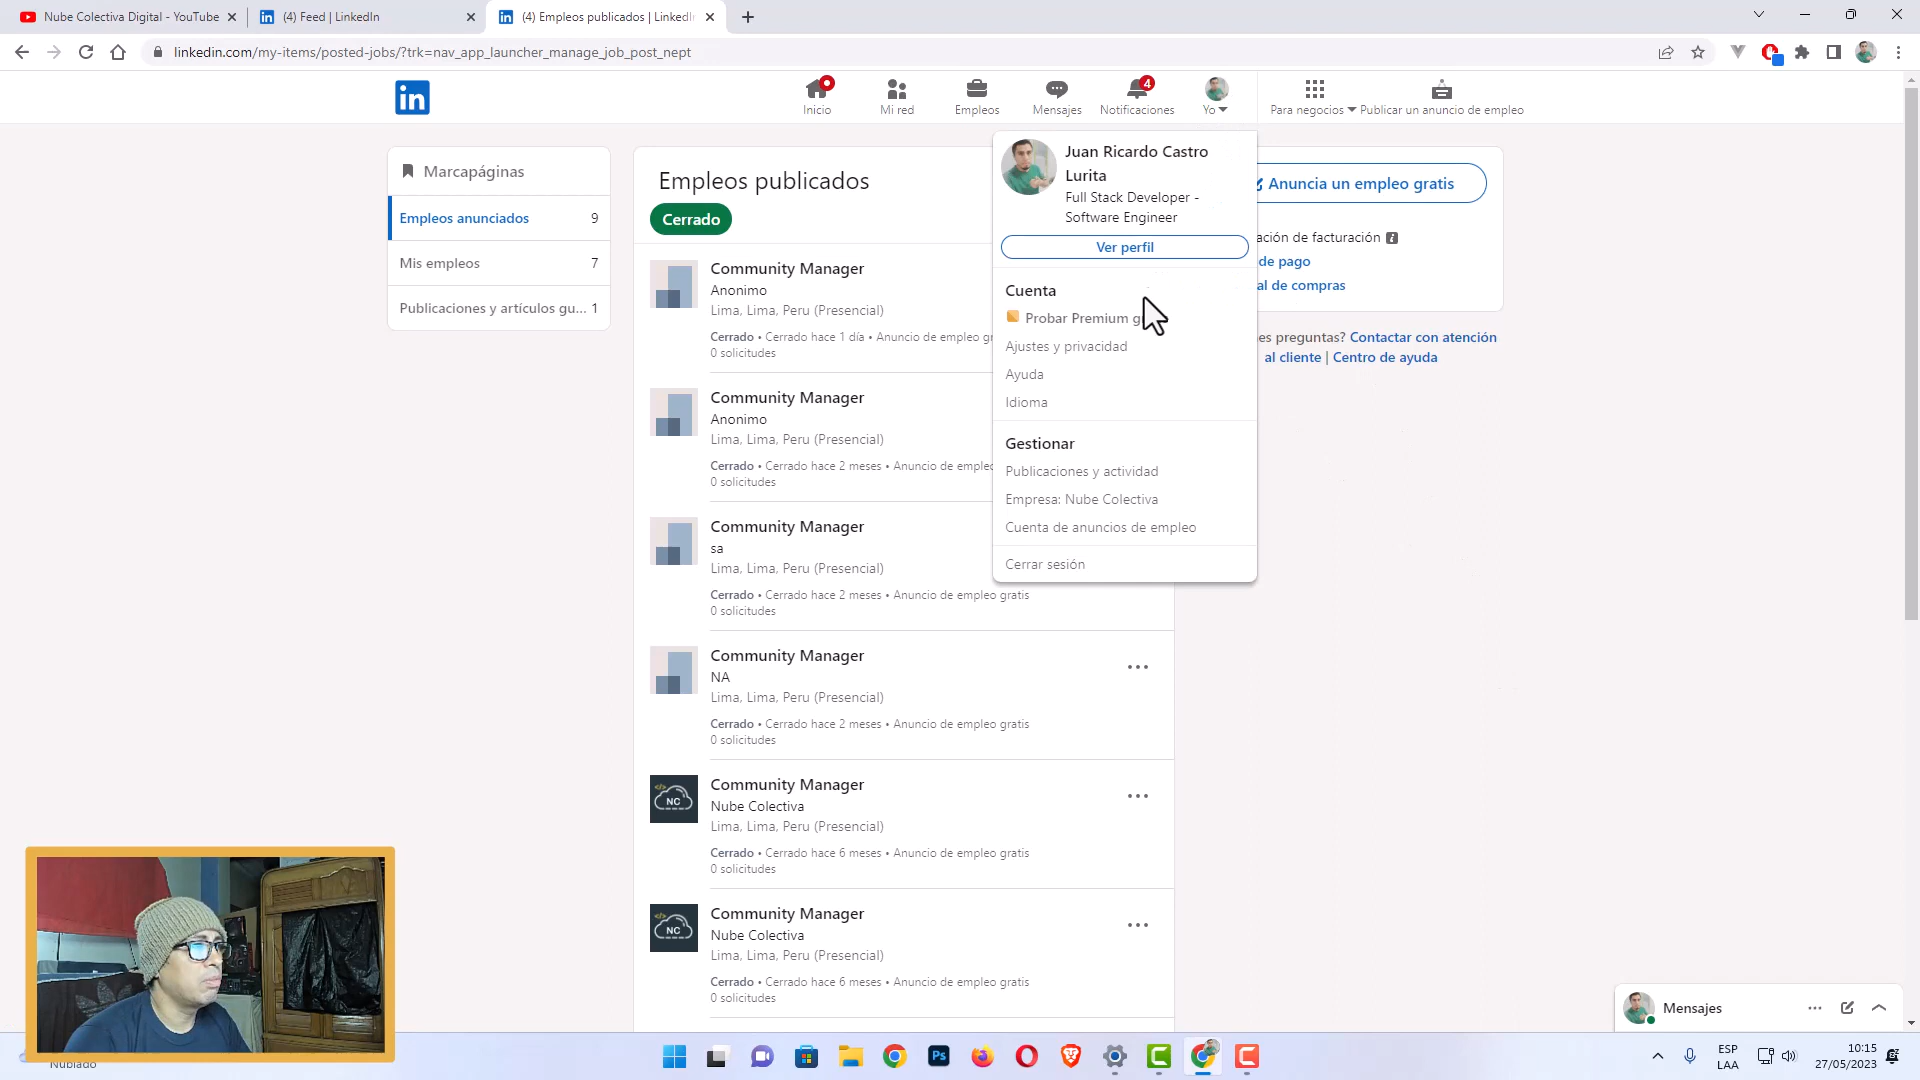 Nube Colectiva Digital - YouTube
(4) Feed | LinkedIn
(4) Empleos publicados | LinkedIn
linkedin.com/my-items/posted-jobs/?trk=nav_app_launcher_manage_job_post_nept
in
Inicio
Mi red
Empleos
Mensajes
4
Notificaciones
Yo
Para negocios
Publicar un anuncio de empleo
Marcapáginas
Empleos anunciados 9
Mis empleos 7
Publicaciones y artículos gu... 1
Empleos publicados
Cerrado
Community Manager
Anonimo
Lima, Lima, Peru (Presencial)
Cerrado • Cerrado hace 1 día • Anuncio de empleo gr
0 solicitudes
Community Manager
Anonimo
Lima, Lima, Peru (Presencial)
Cerrado • Cerrado hace 2 meses • Anuncio de empleo
0 solicitudes
Community Manager
sa
Lima, Lima, Peru (Presencial)
Cerrado • Cerrado hace 2 meses • Anuncio de empleo gratis
0 solicitudes
Community Manager
NA
Lima, Lima, Peru (Presencial)
Cerrado • Cerrado hace 2 meses • Anuncio de empleo gratis
0 solicitudes
NC
Community Manager
Nube Colectiva
Lima, Lima, Peru (Presencial)
Cerrado • Cerrado hace 6 meses • Anuncio de empleo gratis
0 solicitudes
NC
Community Manager
Nube Colectiva
Lima, Lima, Peru (Presencial)
Cerrado • Cerrado hace 6 meses • Anuncio de empleo gratis
0 solicitudes
Juan Ricardo Castro
Lurita
Full Stack Developer -
Software Engineer
Ver perfil
Cuenta
Probar Premium g
Ajustes y privacidad
Ayuda
Idioma
Gestionar
Publicaciones y actividad
Empresa: Nube Colectiva
Cuenta de anuncios de empleo
Cerrar sesión
Anuncia un empleo gratis
ación de facturación
de pago
al de compras
es preguntas? Contactar con atención
al cliente | Centro de ayuda
Mensajes
Nublado
Ps
ESP
LAA
10:15
27/05/2023